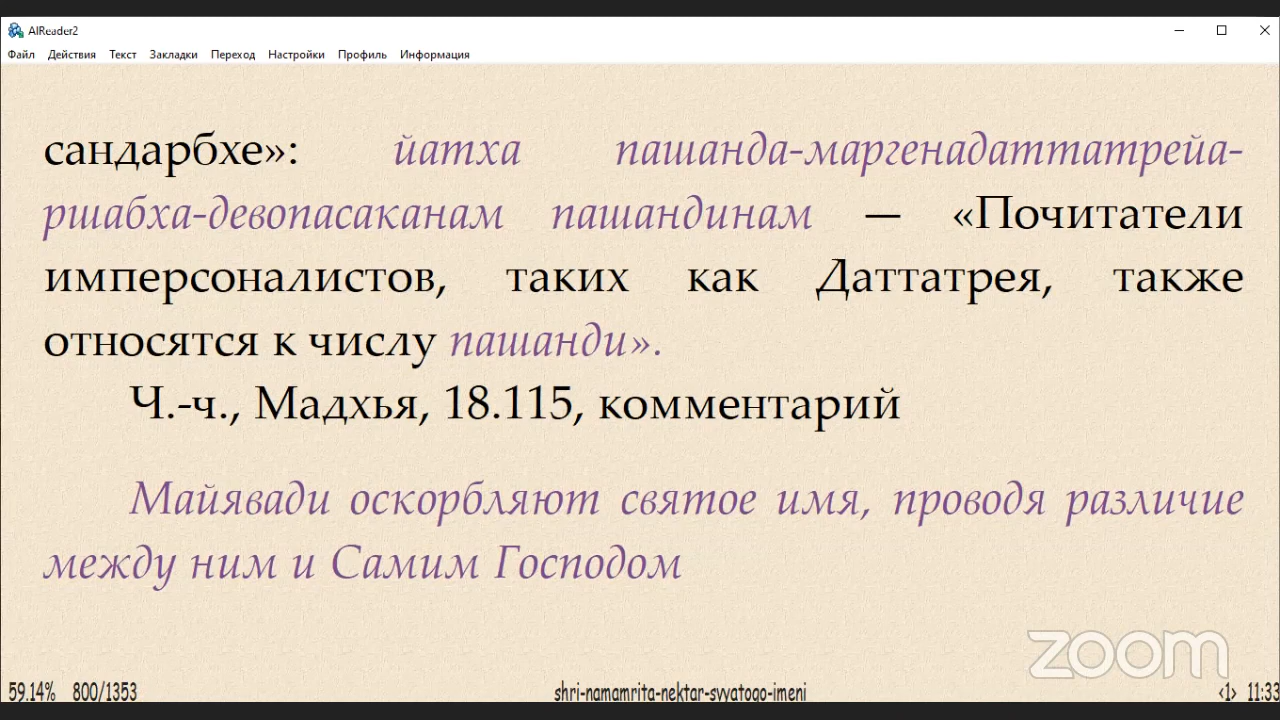 AlReader2
Файл Действия Текст Закладки Переход Настройки Профиль Информация
сандарбхе»: йатха пашанда-маргенадаттатрейа-
ршабха-девопасаканам пашандинам — «Почитатели
имперсоналистов, таких как Даттатрея, также
относятся к числу пашанди».
Ч.-ч., Мадхья, 18.115, комментарий
Майявади оскорбляют святое имя, проводя различие
между ним и Самим Господом
zoom
59.14% 800/1353 shri-namamrita-nektar-svyatogo-imeni ‹1› 11:33